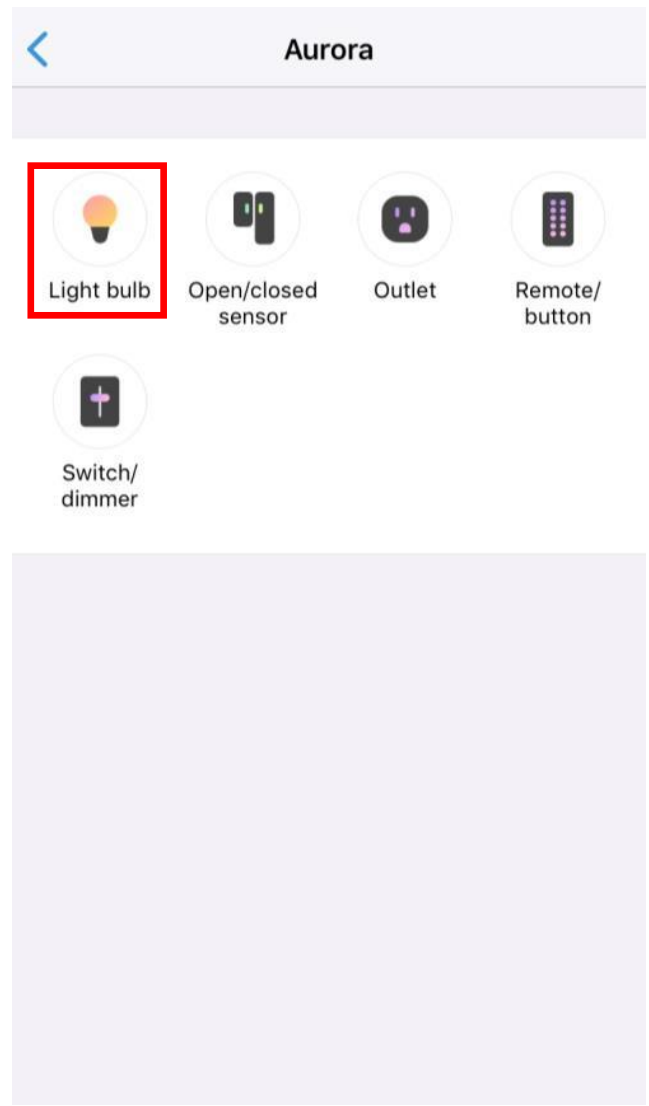 Aurora
Light bulb
Open/closed
sensor
Outlet
Remote/
button
Switch/
dimmer